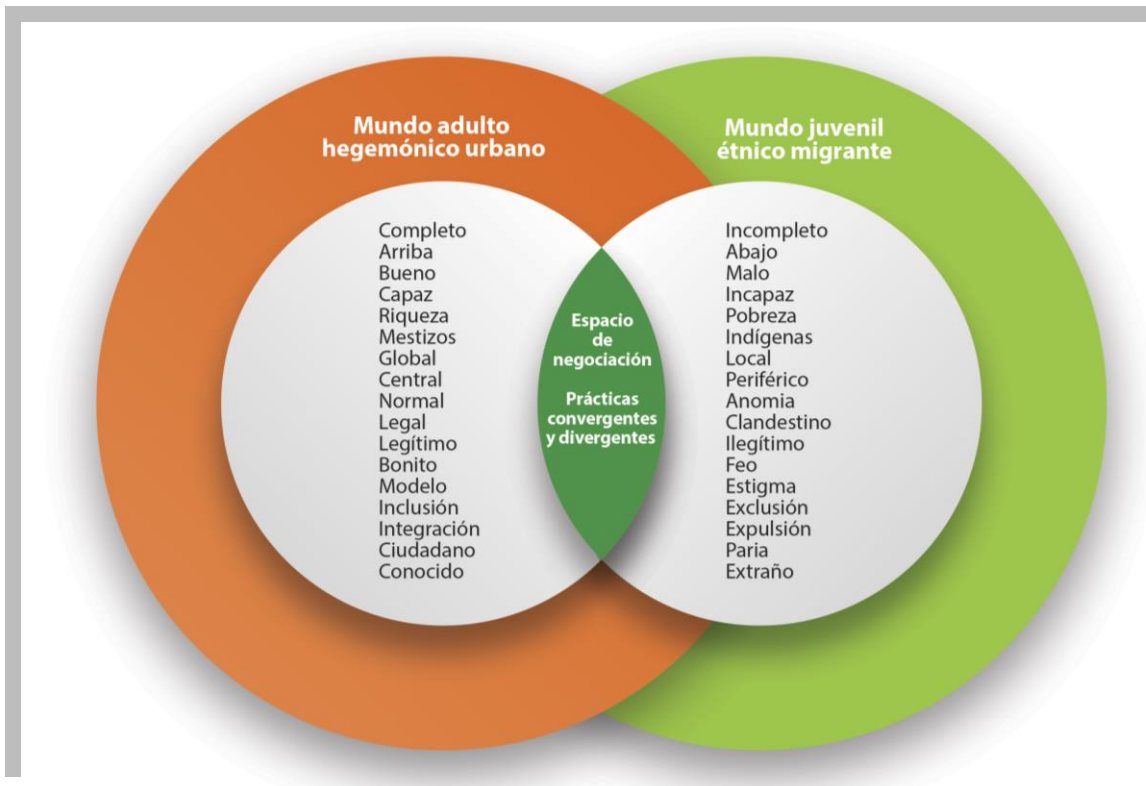 Mundo adulto
hegemónico urbano
Completo
Arriba
Bueno
Capaz
Riqueza
Mestizos
Global
Central
Normal
Legal
Legítimo
Bonito
Modelo
Inclusión
Integración
Ciudadano
Conocido
Espacio
de
negociación
Prácticas
convergentes
y divergentes
Mundo juvenil
étnico migrante
Incompleto
Abajo
Malo
Incapaz
Pobreza
Indígenas
Local
Periférico
Anomia
Clandestino
Ilegítimo
Feo
Estigma
Exclusión
Expulsión
Paria
Extraño